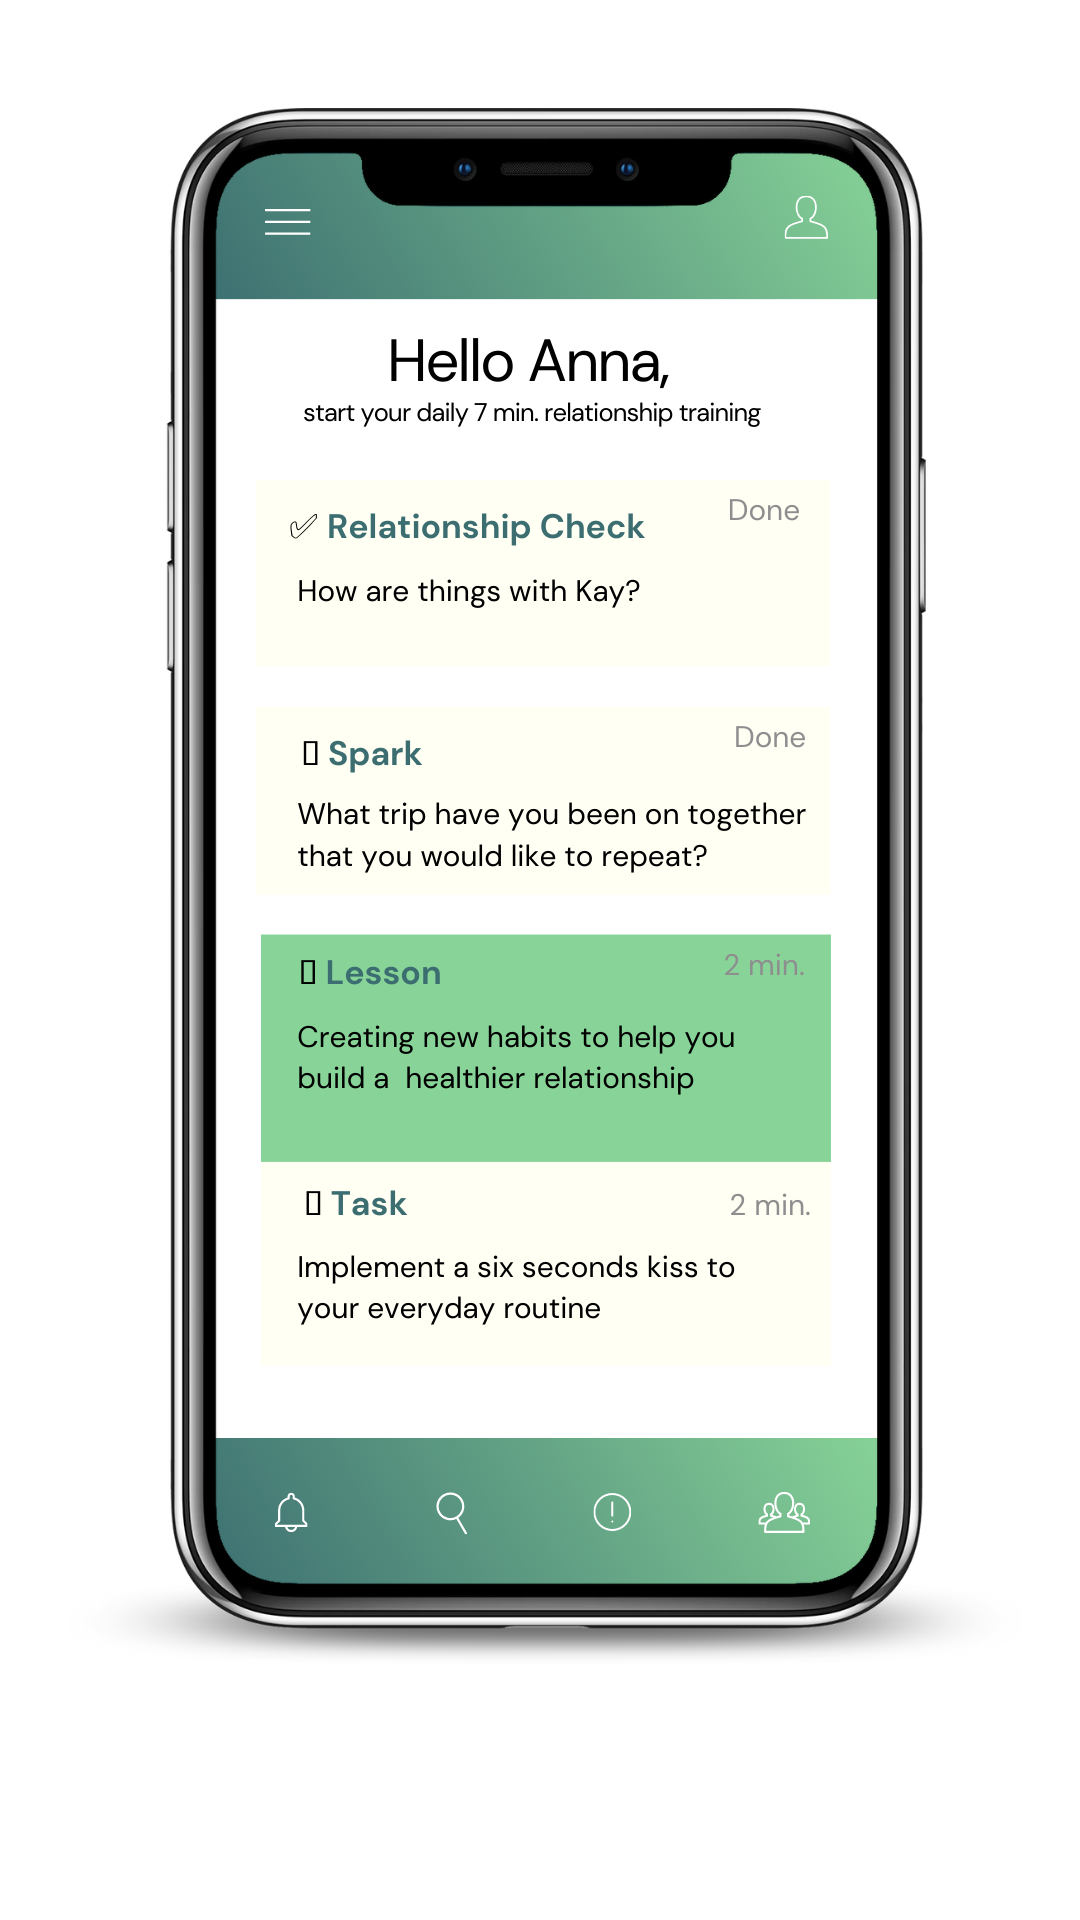 Hello Anna,
start your daily 7 min. relationship training
✅ Relationship Check
Done
How are things with Kay?
Spark
Done
What trip have you been on together
that you would like to repeat?
Lesson
2 min.
Creating new habits to help you
build a  healthier relationship
Task
2 min.
Implement a six seconds kiss to
your everyday routine